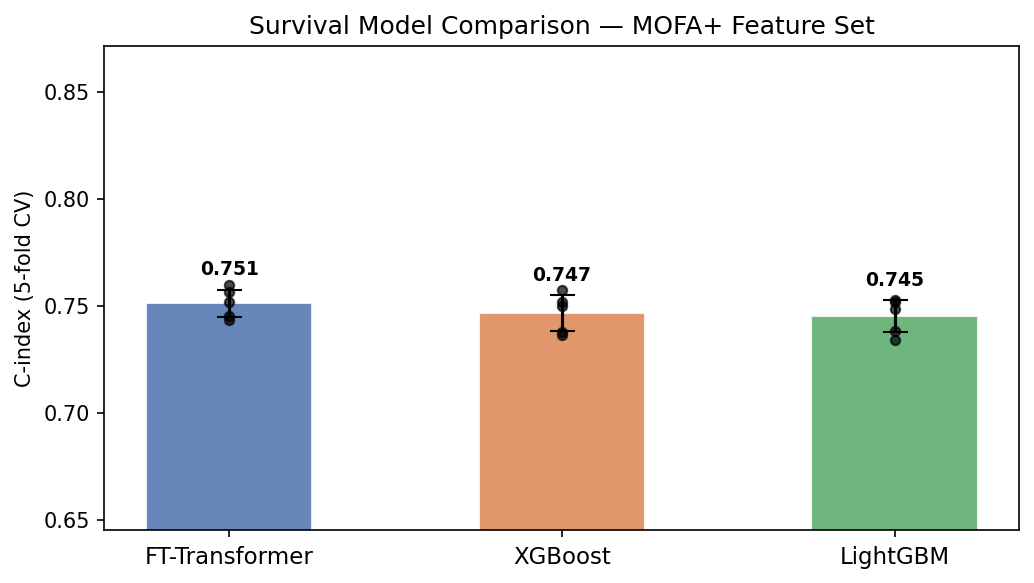 Survival Model Comparison — MOFA+ Feature Set
C-index (5-fold CV)
0.85
0.80
0.75
0.70
0.65
0.751
0.747
0.745
FT-Transformer
XGBoost
LightGBM